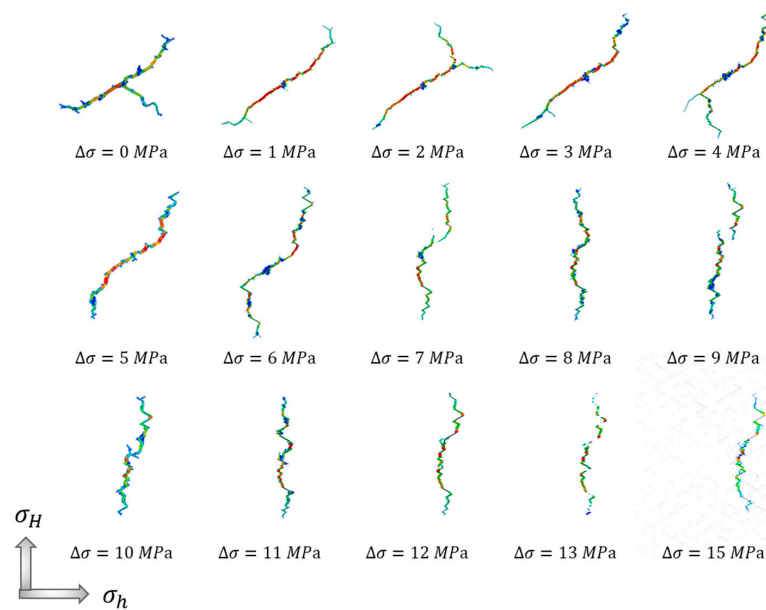 Δσ = 0 MPa
Δσ = 1 MPa
Δσ = 2 MPa
Δσ = 3 MPa
Δσ = 4 MPa
Δσ = 5 MPa
Δσ = 6 MPa
Δσ = 7 MPa
Δσ = 8 MPa
Δσ = 9 MPa
Δσ = 10 MPa
Δσ = 11 MPa
Δσ = 12 MPa
Δσ = 13 MPa
Δσ = 15 MPa
σH
σh